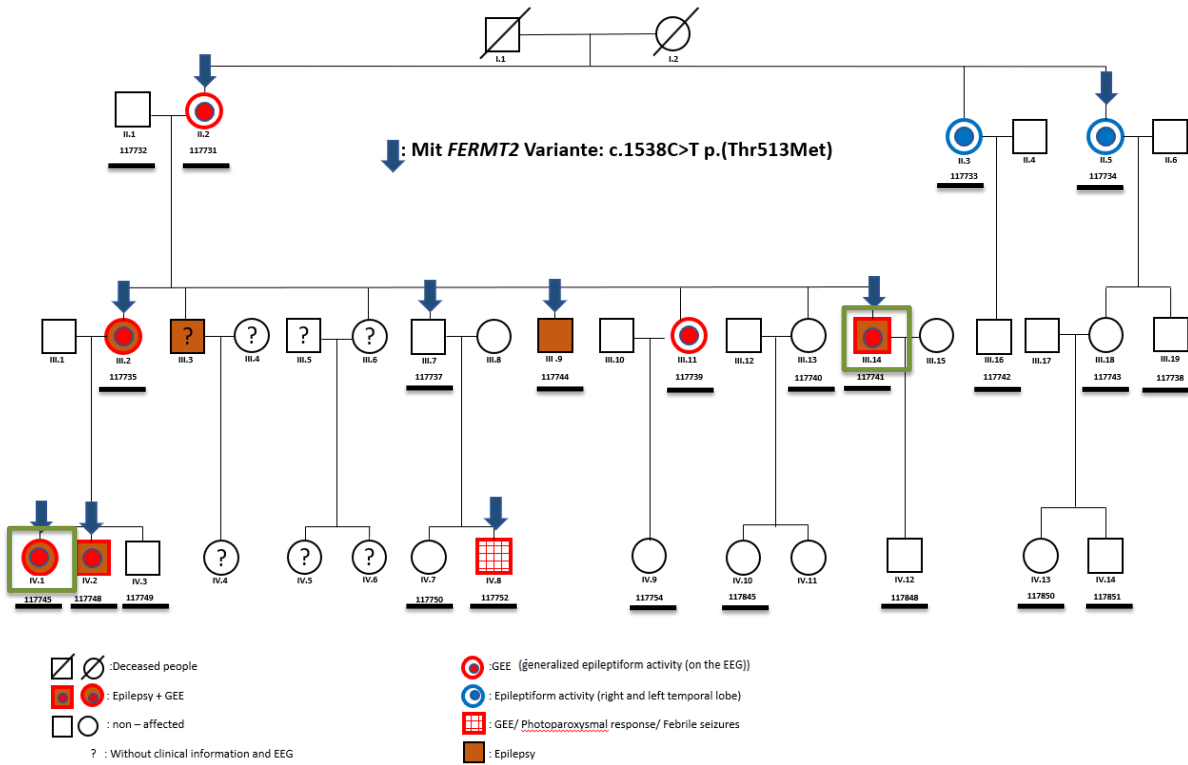 I.1 I.2
II.1 II.2 II.3 II.4 II.5 II.6
117732 117731 117733 117734
: Mit FERMT2 Variante: c.1538C>T p.(Thr513Met)
? ? ? ?
III.1 III.2 III.3 III.4 III.5 III.6 III.7 III.8 III .9 III.10 III.11 III.12 III.13 III.14 III.15 III.16 III.17 III.18 III.19
117735 117737 117744 117739 117740 117741 117742 117743 117738
? ? ?
IV.1 IV.2 IV.3 IV.4 IV.5 IV.6 IV.7 IV.8 IV.9 IV.10 IV.11 IV.12 IV.13 IV.14
117745 117748 117749 117750 117752 117754 117845 117848 117850 117851
:Deceased people
: Epilepsy + GEE
: non – affected
? : Without clinical information and EEG
:GEE (generalized epileptiform activity (on the EEG))
: Epileptiform activity (right and left temporal lobe)
: GEE/ Photoparoxysmal response/ Febrile seizures
: Epilepsy